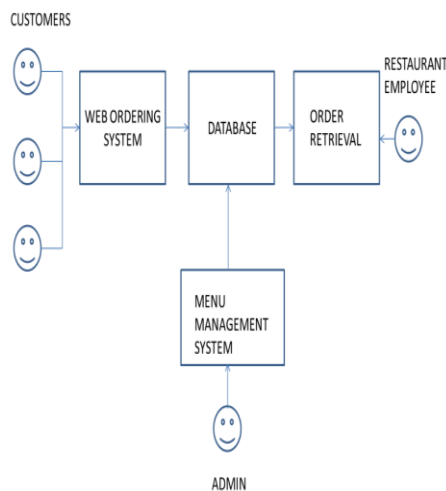 CUSTOMERS
RESTAURANT
EMPLOYEE
WEB ORDERING
SYSTEM
DATABASE
ORDER
RETRIEVAL
MENU
MANAGEMENT
SYSTEM
ADMIN